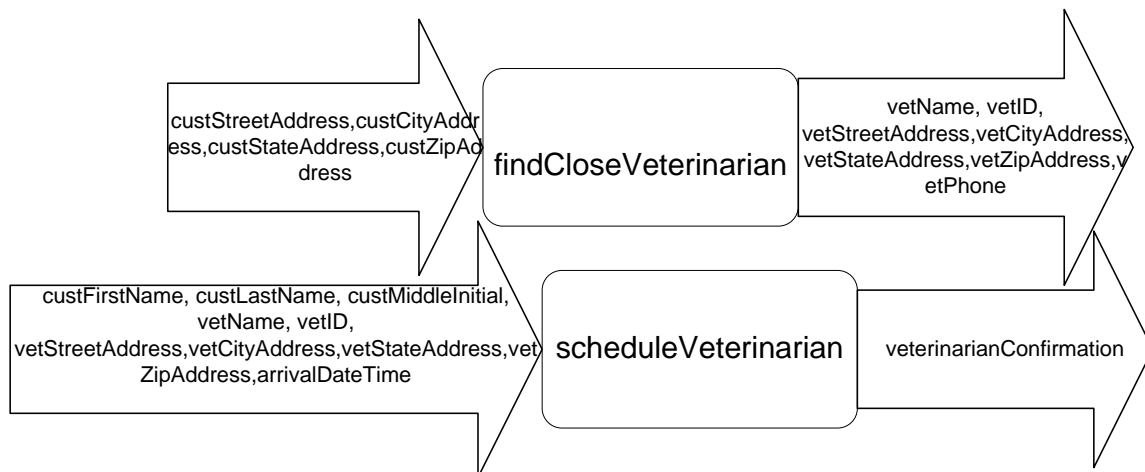 custStreetAddress,custCityAddr
ess,custStateAddress,custZipAd
dress
findCloseVeterinarian
vetName, vetID,
vetStreetAddress,vetCityAddress,
vetStateAddress,vetZipAddress,v
etPhone
custFirstName, custLastName, custMiddleInitial,
vetName, vetID,
vetStreetAddress,vetCityAddress,vetStateAddress,vet
ZipAddress,arrivalDateTime
scheduleVeterinarian
veterinarianConfirmation